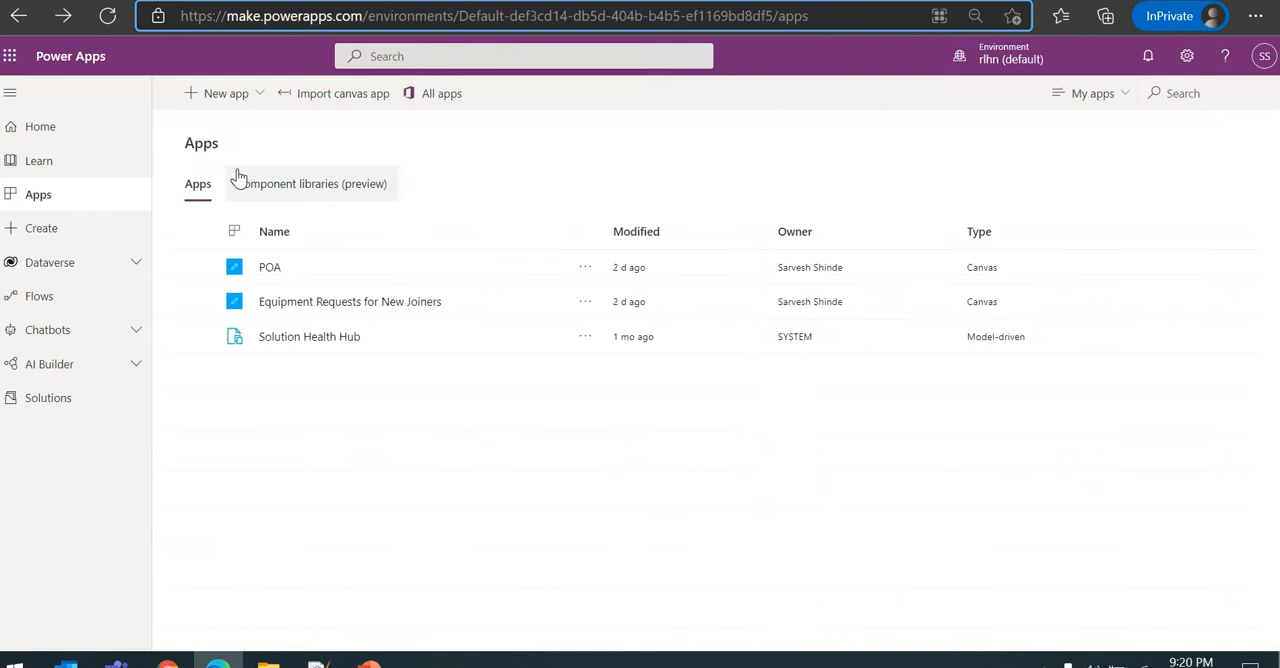 https://make.powerapps.com/environments/Default-def3cd14-db5d-404b-b4b5-ef1169bd8df5/apps
InPrivate
Power Apps
Search
Environment
rlhn (default)
SS
New app
Import canvas app
All apps
My apps
Search
Home
Learn
Apps
Create
Dataverse
Flows
Chatbots
AI Builder
Solutions
Apps
Apps
libraries (preview)
Name Modified Owner Type
POA ... 2 d ago Sarvesh Shinde Canvas
Equipment Requests for New Joiners ... 2 d ago Sarvesh Shinde Canvas
Solution Health Hub ... 1 mo ago SYSTEM Model-driven
9:20 PM